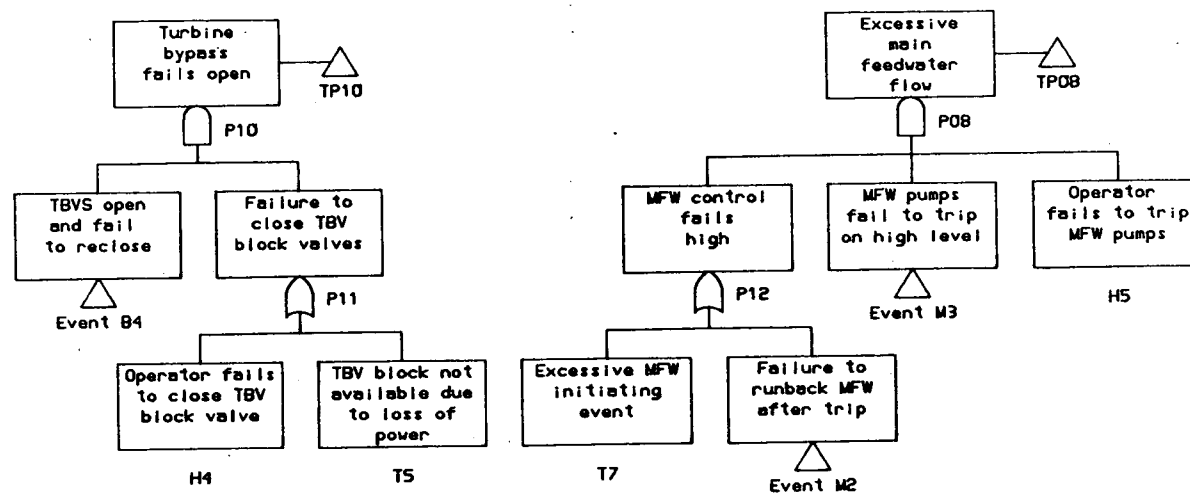 Turbine
bypass
fails open
TP10
P10
TBVS open
and fail
to reclose
Event B4
Failure to
close TBV
block valves
P11
Operator fails
to close TBV
block valve
H4
TBV block not
available due
to loss of
power
T5
Excessive
main
feedwater
flow
TP08
P08
MFW control
fails
high
P12
MFW pumps
fail to trip
on high level
Event M3
Operator
fails to trip
MFW pumps
H5
Excessive MFW
initiating
event
T7
Failure to
runback MFW
after trip
Event M2